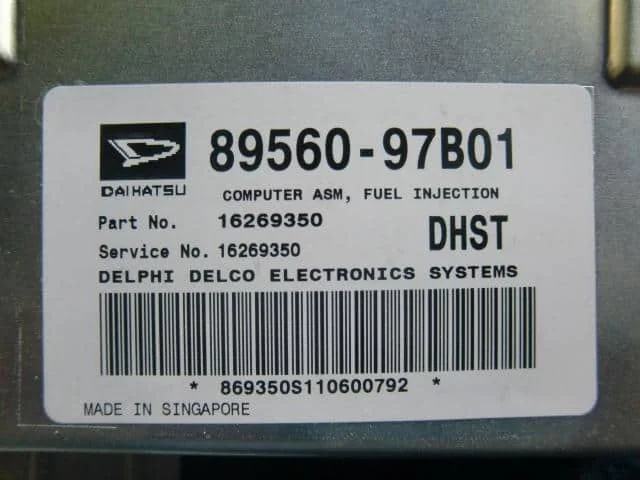 89560-97B01
DAIHATSU
COMPUTER ASM, FUEL INJECTION
Part No. 16269350
DHST
Service No. 16269350
DELPHI DELCO ELECTRONICS SYSTEMS
* 869350S110600792 *
MADE IN SINGAPORE